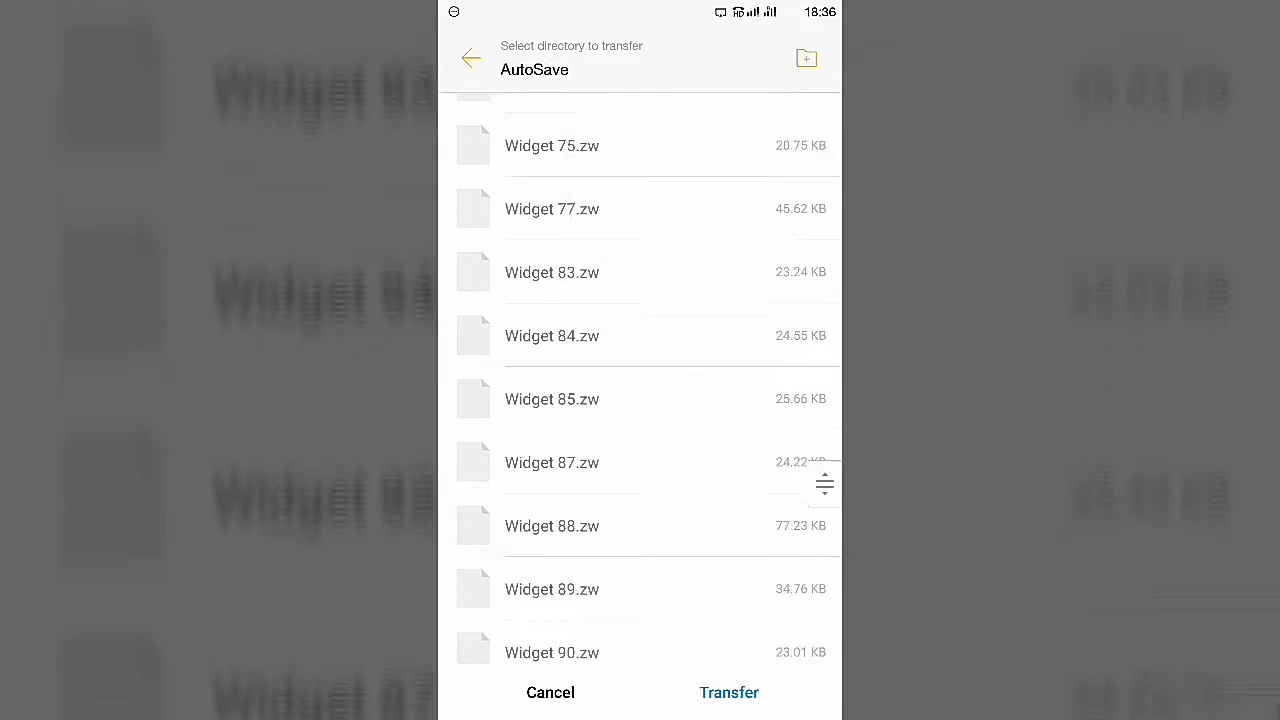 18:36
Select directory to transfer
AutoSave
Widget 75.zw 20.75 KB
Widget 77.zw 45.62 KB
Widget 83.zw 23.24 KB
Widget 84.zw 24.55 KB
Widget 85.zw 25.66 KB
Widget 87.zw 24.22 KB
Widget 88.zw 77.23 KB
Widget 89.zw 34.76 KB
Widget 90.zw 23.01 KB
Cancel Transfer